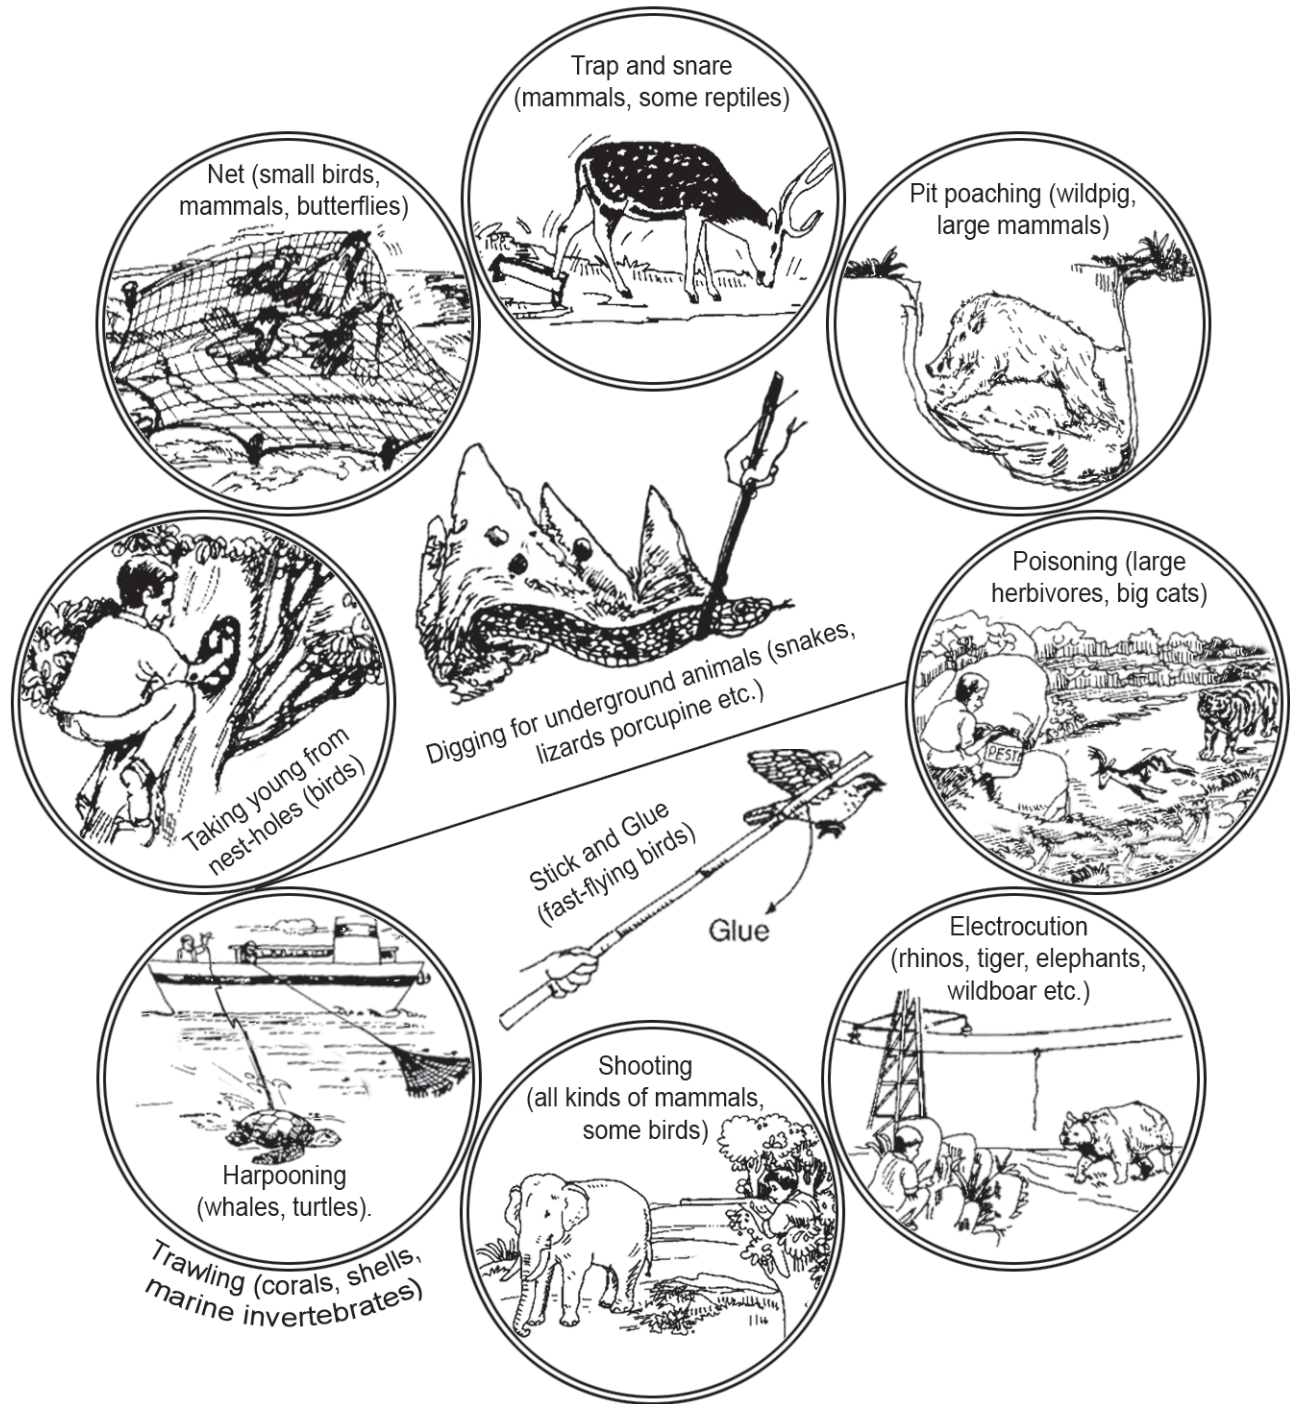 Trap and snare
(mammals, some reptiles)
Net (small birds,
mammals, butterflies)
Pit poaching (wildpig,
large mammals)
Poisoning (large
herbivores, big cats)
PEST
Digging for underground animals (snakes,
lizards porcupine etc.)
Taking young from
nest-holes (birds)
Stick and Glue
(fast-flying birds)
Glue
Electrocution
(rhinos, tiger, elephants,
wildboar etc.)
Shooting
(all kinds of mammals,
some birds)
Harpooning
(whales, turtles).
Trawling (corals, shells,
marine invertebrates)